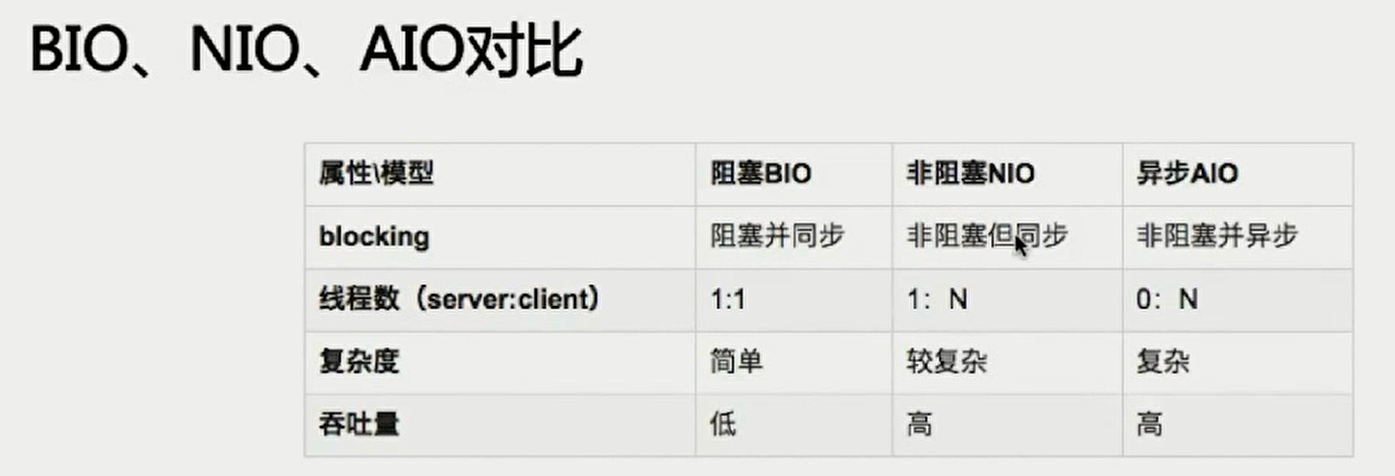 BIO、NIO、AIO对比
属性\模型 阻塞BIO 非阻塞NIO 异步AIO
blocking 阻塞并同步 非阻塞但同步 非阻塞并异步
线程数（server:client） 1:1 1：N 0：N
复杂度 简单 较复杂 复杂
吞吐量 低 高 高